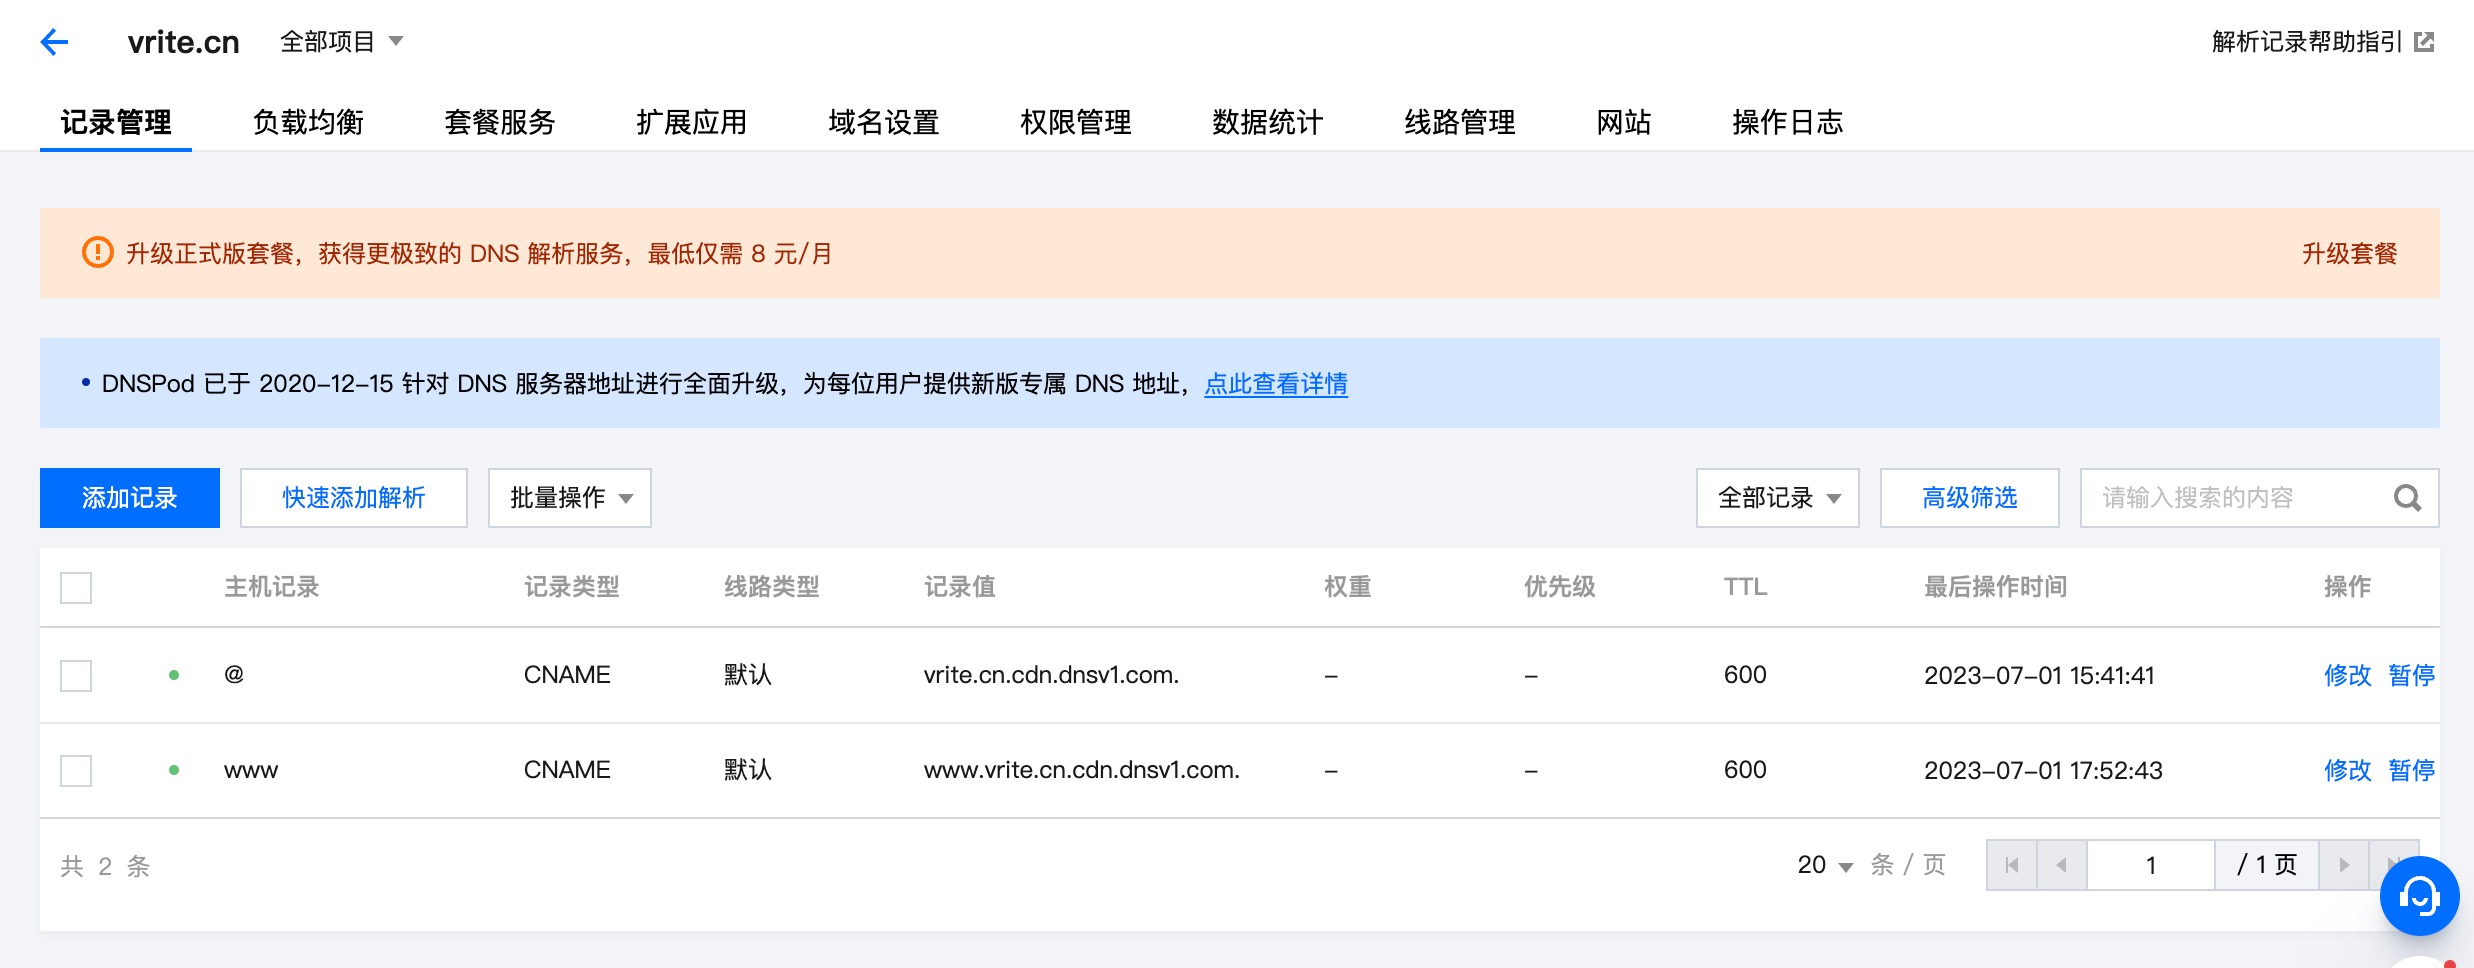 vrite.cn 全部项目 解析记录帮助指引
记录管理 负载均衡 套餐服务 扩展应用 域名设置 权限管理 数据统计 线路管理 网站 操作日志
升级正式版套餐，获得更极致的 DNS 解析服务，最低仅需 8 元/月 升级套餐
• DNSPod 已于 2020-12-15 针对 DNS 服务器地址进行全面升级，为每位用户提供新版专属 DNS 地址，点此查看详情
添加记录 快速添加解析 批量操作 全部记录 高级筛选 请输入搜索的内容
主机记录 记录类型 线路类型 记录值 权重 优先级 TTL 最后操作时间 操作
@ CNAME 默认 vrite.cn.cdn.dnsv1.com. - - 600 2023-07-01 15:41:41 修改 暂停
www CNAME 默认 www.vrite.cn.cdn.dnsv1.com. - - 600 2023-07-01 17:52:43 修改 暂停
共 2 条 20 条 / 页 1 / 1 页